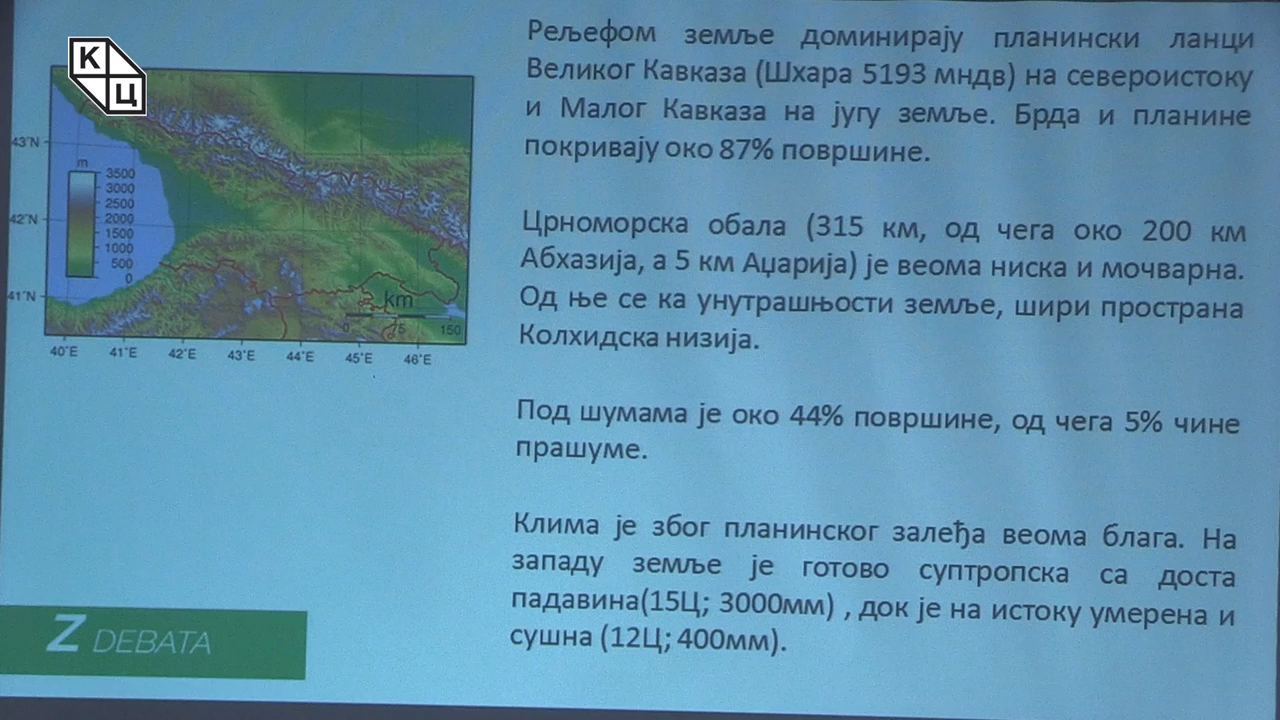 К
Ц
43°N
42°N
41°N
m
3500
3000
2500
2000
1500
1000
500
0
km
0 75 150
40°E 41°E 42°E 43°E 44°E 45°E 46°E
Рељефом земље доминирају планински ланци
Великог Кавказа (Шхара 5193 мндв) на североистоку
и Малог Кавказа на југу земље. Брда и планине
покривају око 87% површине.
Црноморска обала (315 км, од чега око 200 км
Абхазија, а 5 км Аџарија) је веома ниска и мочварна.
Од ње се ка унутрашњости земље, шири пространа
Колхидска низија.
Под шумама је око 44% површине, од чега 5% чине
прашуме.
Клима је због планинског залеђа веома блага. На
западу земље је готово суптропска са доста
падавина(15Ц; 3000мм) , док је на истоку умерена и
сушна (12Ц; 400мм).
Z DEBATA